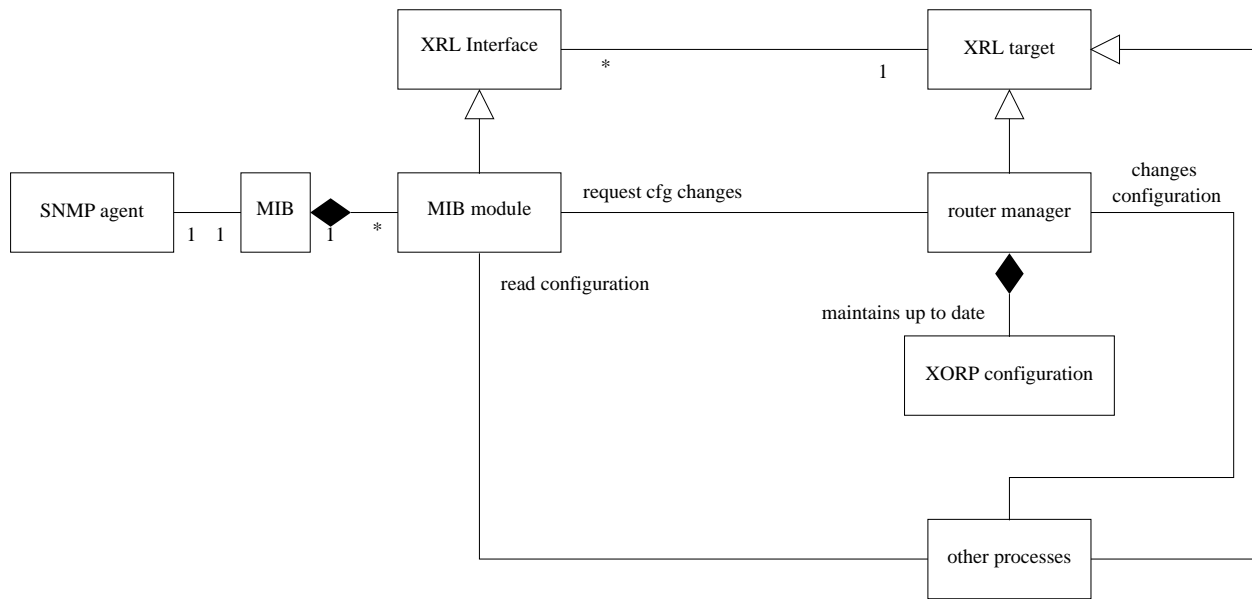 XRL Interface
XRL target
*
1
changes
configuration
SNMP agent
MIB
MIB module
request cfg changes
router manager
1
1
1
*
read configuration
maintains up to date
XORP configuration
other processes